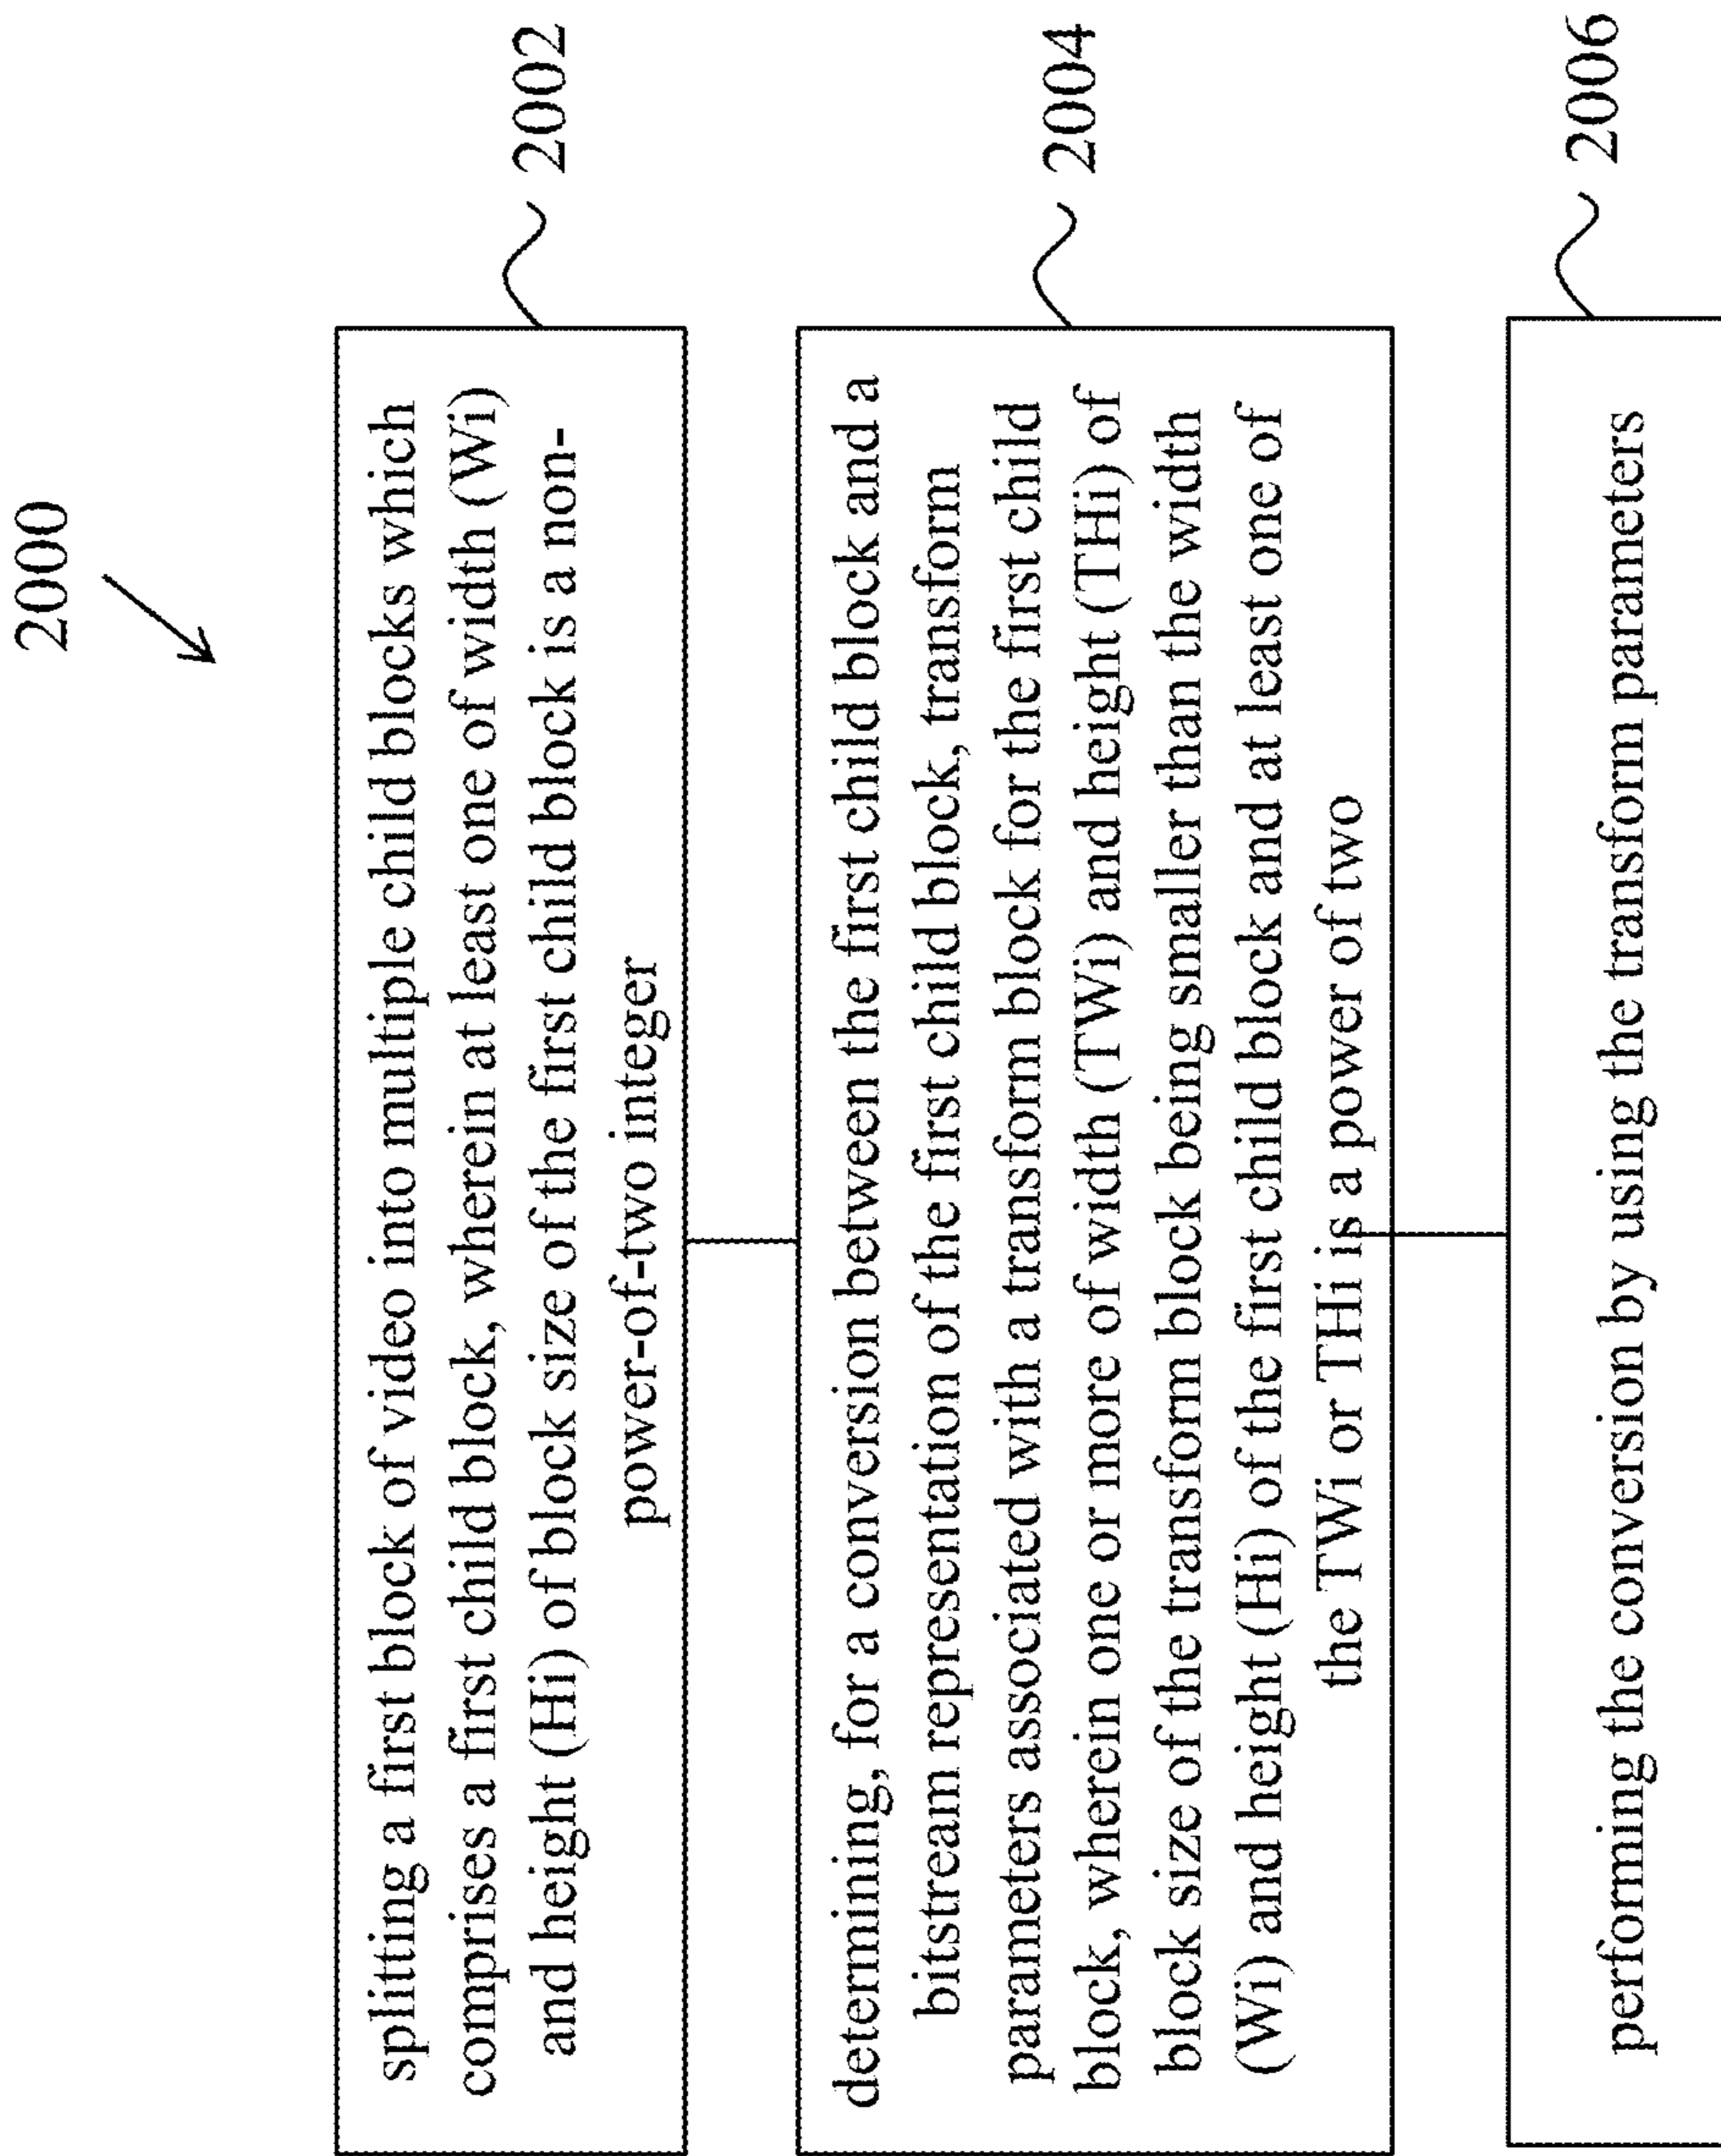 2000
splitting a first block of video into multiple child blocks which
comprises a first child block, wherein at least one of width (Wi)
and height (Hi) of block size of the first child block is a non-
power-of-two integer
2002
determining, for a conversion between the first child block and a
bitstream representation of the first child block, transform
parameters associated with a transform block for the first child
block, wherein one or more of width (TWi) and height (THi) of
block size of the transform block being smaller than the width
(Wi) and height (Hi) of the first child block and at least one of
the TWi or THi is a power of two
2004
performing the conversion by using the transform parameters
2006